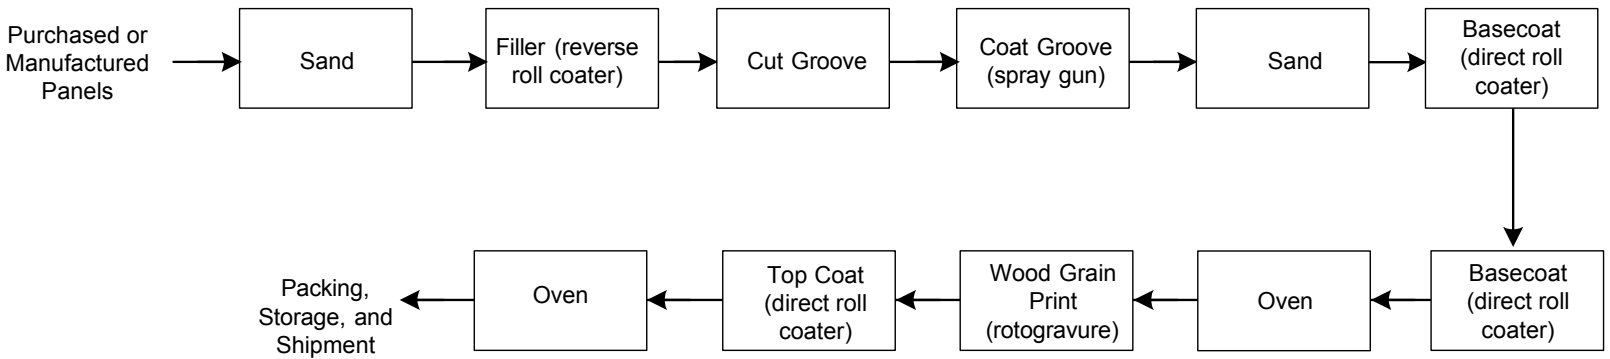 Purchased or
Manufactured
Panels
Sand
Filler (reverse
roll coater)
Cut Groove
Coat Groove
(spray gun)
Sand
Basecoat
(direct roll
coater)
Basecoat
(direct roll
coater)
Oven
Wood Grain
Print
(rotogravure)
Top Coat
(direct roll
coater)
Oven
Packing,
Storage, and
Shipment